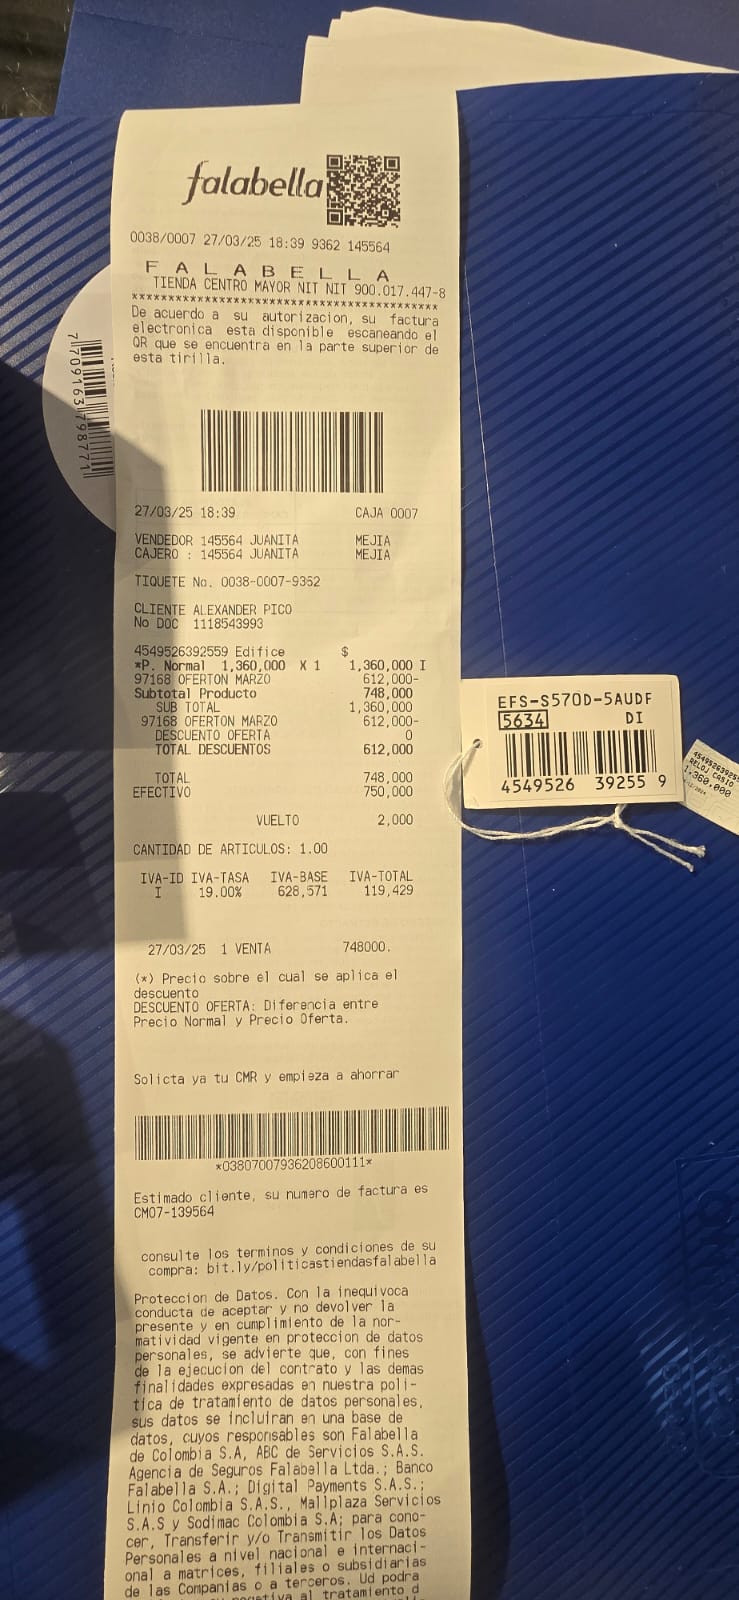 falabella
0038/0007 27/03/25 18:39 9362 145564
F A L A B E L L A
TIENDA CENTRO MAYOR NIT NIT 900.017.447-8
****************************************
De acuerdo a su autorizacion, su factura
electronica esta disponible escaneando el
QR que se encuentra en la parte superior de
esta tirilla.
7709163798771
27/03/25 18:39 CAJA 0007
VENDEDOR 145564 JUANITA MEJIA
CAJERO : 145564 JUANITA MEJIA
TIQUETE No. 0038-0007-9362
CLIENTE ALEXANDER PICO
No DOC 1118543993
4549526392559 Edifice $
*P. Normal 1,360,000 X 1 1,360,000 I
97168 OFERTON MARZO 612,000-
Subtotal Producto 748,000
SUB TOTAL 1,360,000
97168 OFERTON MARZO 612,000-
DESCUENTO OFERTA 0
TOTAL DESCUENTOS 612,000
TOTAL 748,000
EFECTIVO 750,000
VUELTO 2,000
CANTIDAD DE ARTICULOS: 1.00
IVA-ID IVA-TASA IVA-BASE IVA-TOTAL
I 19.00% 628,571 119,429
27/03/25 1 VENTA 748000.
(*) Precio sobre el cual se aplica el
descuento
DESCUENTO OFERTA: Diferencia entre
Precio Normal y Precio Oferta.
Solicta ya tu CMR y empieza a ahorrar
*03807007936208600111*
Estimado cliente, su numero de factura es
CM07-139564
consulte los terminos y condiciones de su
compra: bit.ly/politicastiendasfalabella
Proteccion de Datos. Con la inequivoca
conducta de aceptar y no devolver la
presente y en cumplimiento de la nor-
matividad vigente en proteccion de datos
personales, se advierte que, con fines
de la ejecucion del contrato y las demas
finalidades expresadas en nuestra poli-
tica de tratamiento de datos personales,
sus datos se incluiran en una base de
datos, cuyos responsables son Falabella
de Colombia S.A, ABC de Servicios S.A.S.
Agencia de Seguros Falabella Ltda.; Banco
Falabella S.A.; Digital Payments S.A.S.;
Linio Colombia S.A.S., Mallplaza Servicios
S.A.S y Sodimac Colombia S.A; para cono-
cer, Transferir y/o Transmitir los Datos
Personales a nivel nacional e internaci-
onal a matrices, filiales o subsidiarias
de las Companias o a terceros. Ud podra
negativa al tratamiento d
EFS-S570D-5AUDF
5634 DI
4549526 39255 9
RELOJ CASIO
1,360,000